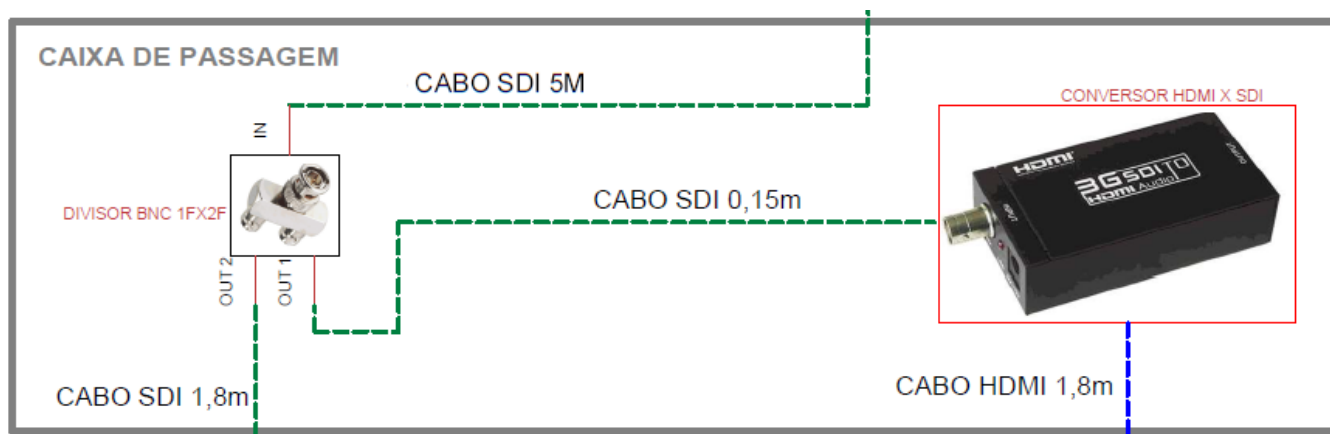 CAIXA DE PASSAGEM
CABO SDI 5M
CONVERSOR HDMI X SDI
IN
HDMI
OUTPUT
3G SDI TO
HDMI Audio
CABO SDI 0,15m
DIVISOR BNC 1FX2F
OUT 2
OUT 1
CABO SDI 1,8m
CABO HDMI 1,8m